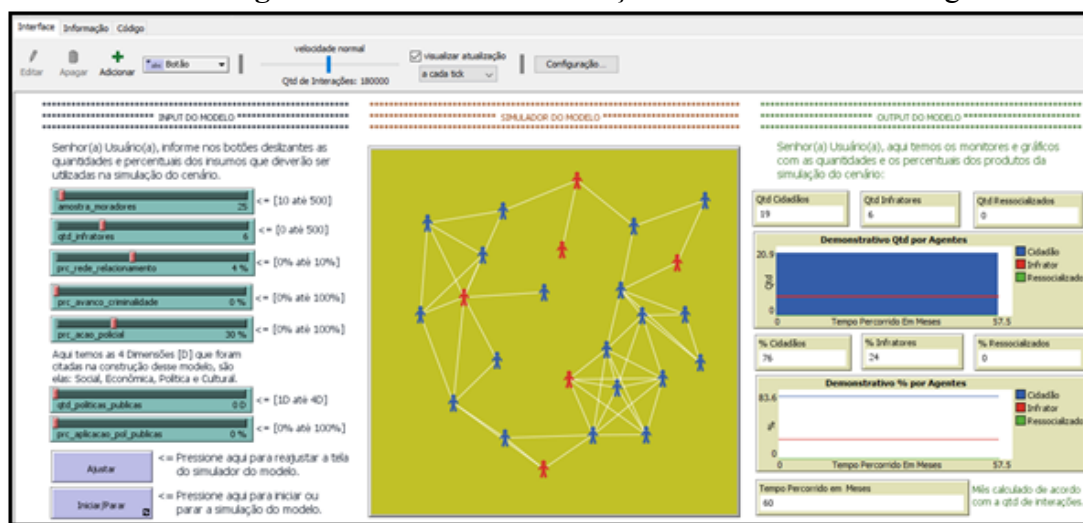 Interface Informação Código
Editar Apagar Adicionar Botão velocidade normal visualizar atualização Configuração...
Qtd de Interações: 180000 a cada tick
INPUT DO MODELO
Senhor(a) Usuário(a), informe nos botões deslizantes as
quantidades e percentuais dos insumos que deverão ser
utilizadas na simulação do cenário.
amostra_moradores 25 <= [10 até 500]
qtd_infratores 6 <= [0 até 500]
prc_rede_relacionamento 4 % <= [0% até 10%]
prc_avanco_criminalidade 0 % <= [0% até 100%]
prc_acao_policial 30 % <= [0% até 100%]
Aqui temos as 4 Dimensões [D] que foram
citadas na construção desse modelo, são
elas: Social, Econômica, Política e Cultural.
qtd_politicas_publicas 0 D <= [1D até 4D]
prc_aplicacao_pol_publicas 0 % <= [0% até 100%]
Ajustar <= Pressione aqui para reajustar a tela
do simulador do modelo.
Iniciar/Parar <= Pressione aqui para iniciar ou
parar a simulação do modelo.
SIMULADOR DO MODELO
OUTPUT DO MODELO
Senhor(a) Usuário(a), aqui temos os monitores e gráficos
com as quantidades e os percentuais dos produtos da
simulação do cenário:
Qtd Cidadãos Qtd Infratores Qtd Ressocializados
19 6 0
Demonstrativo Qtd por Agentes
20.9
Qtd
0
0 Tempo Percorrido Em Meses 57.5
Cidadão
Infrator
Ressocializado
% Cidadãos % Infratores % Ressocializados
76 24 0
Demonstrativo % por Agentes
83.6
%
0
0 Tempo Percorrido Em Meses 57.5
Cidadão
Infrator
Ressocializado
Tempo Percorrido em Meses
60
Mês calculado de acordo
com a qtd de interações.